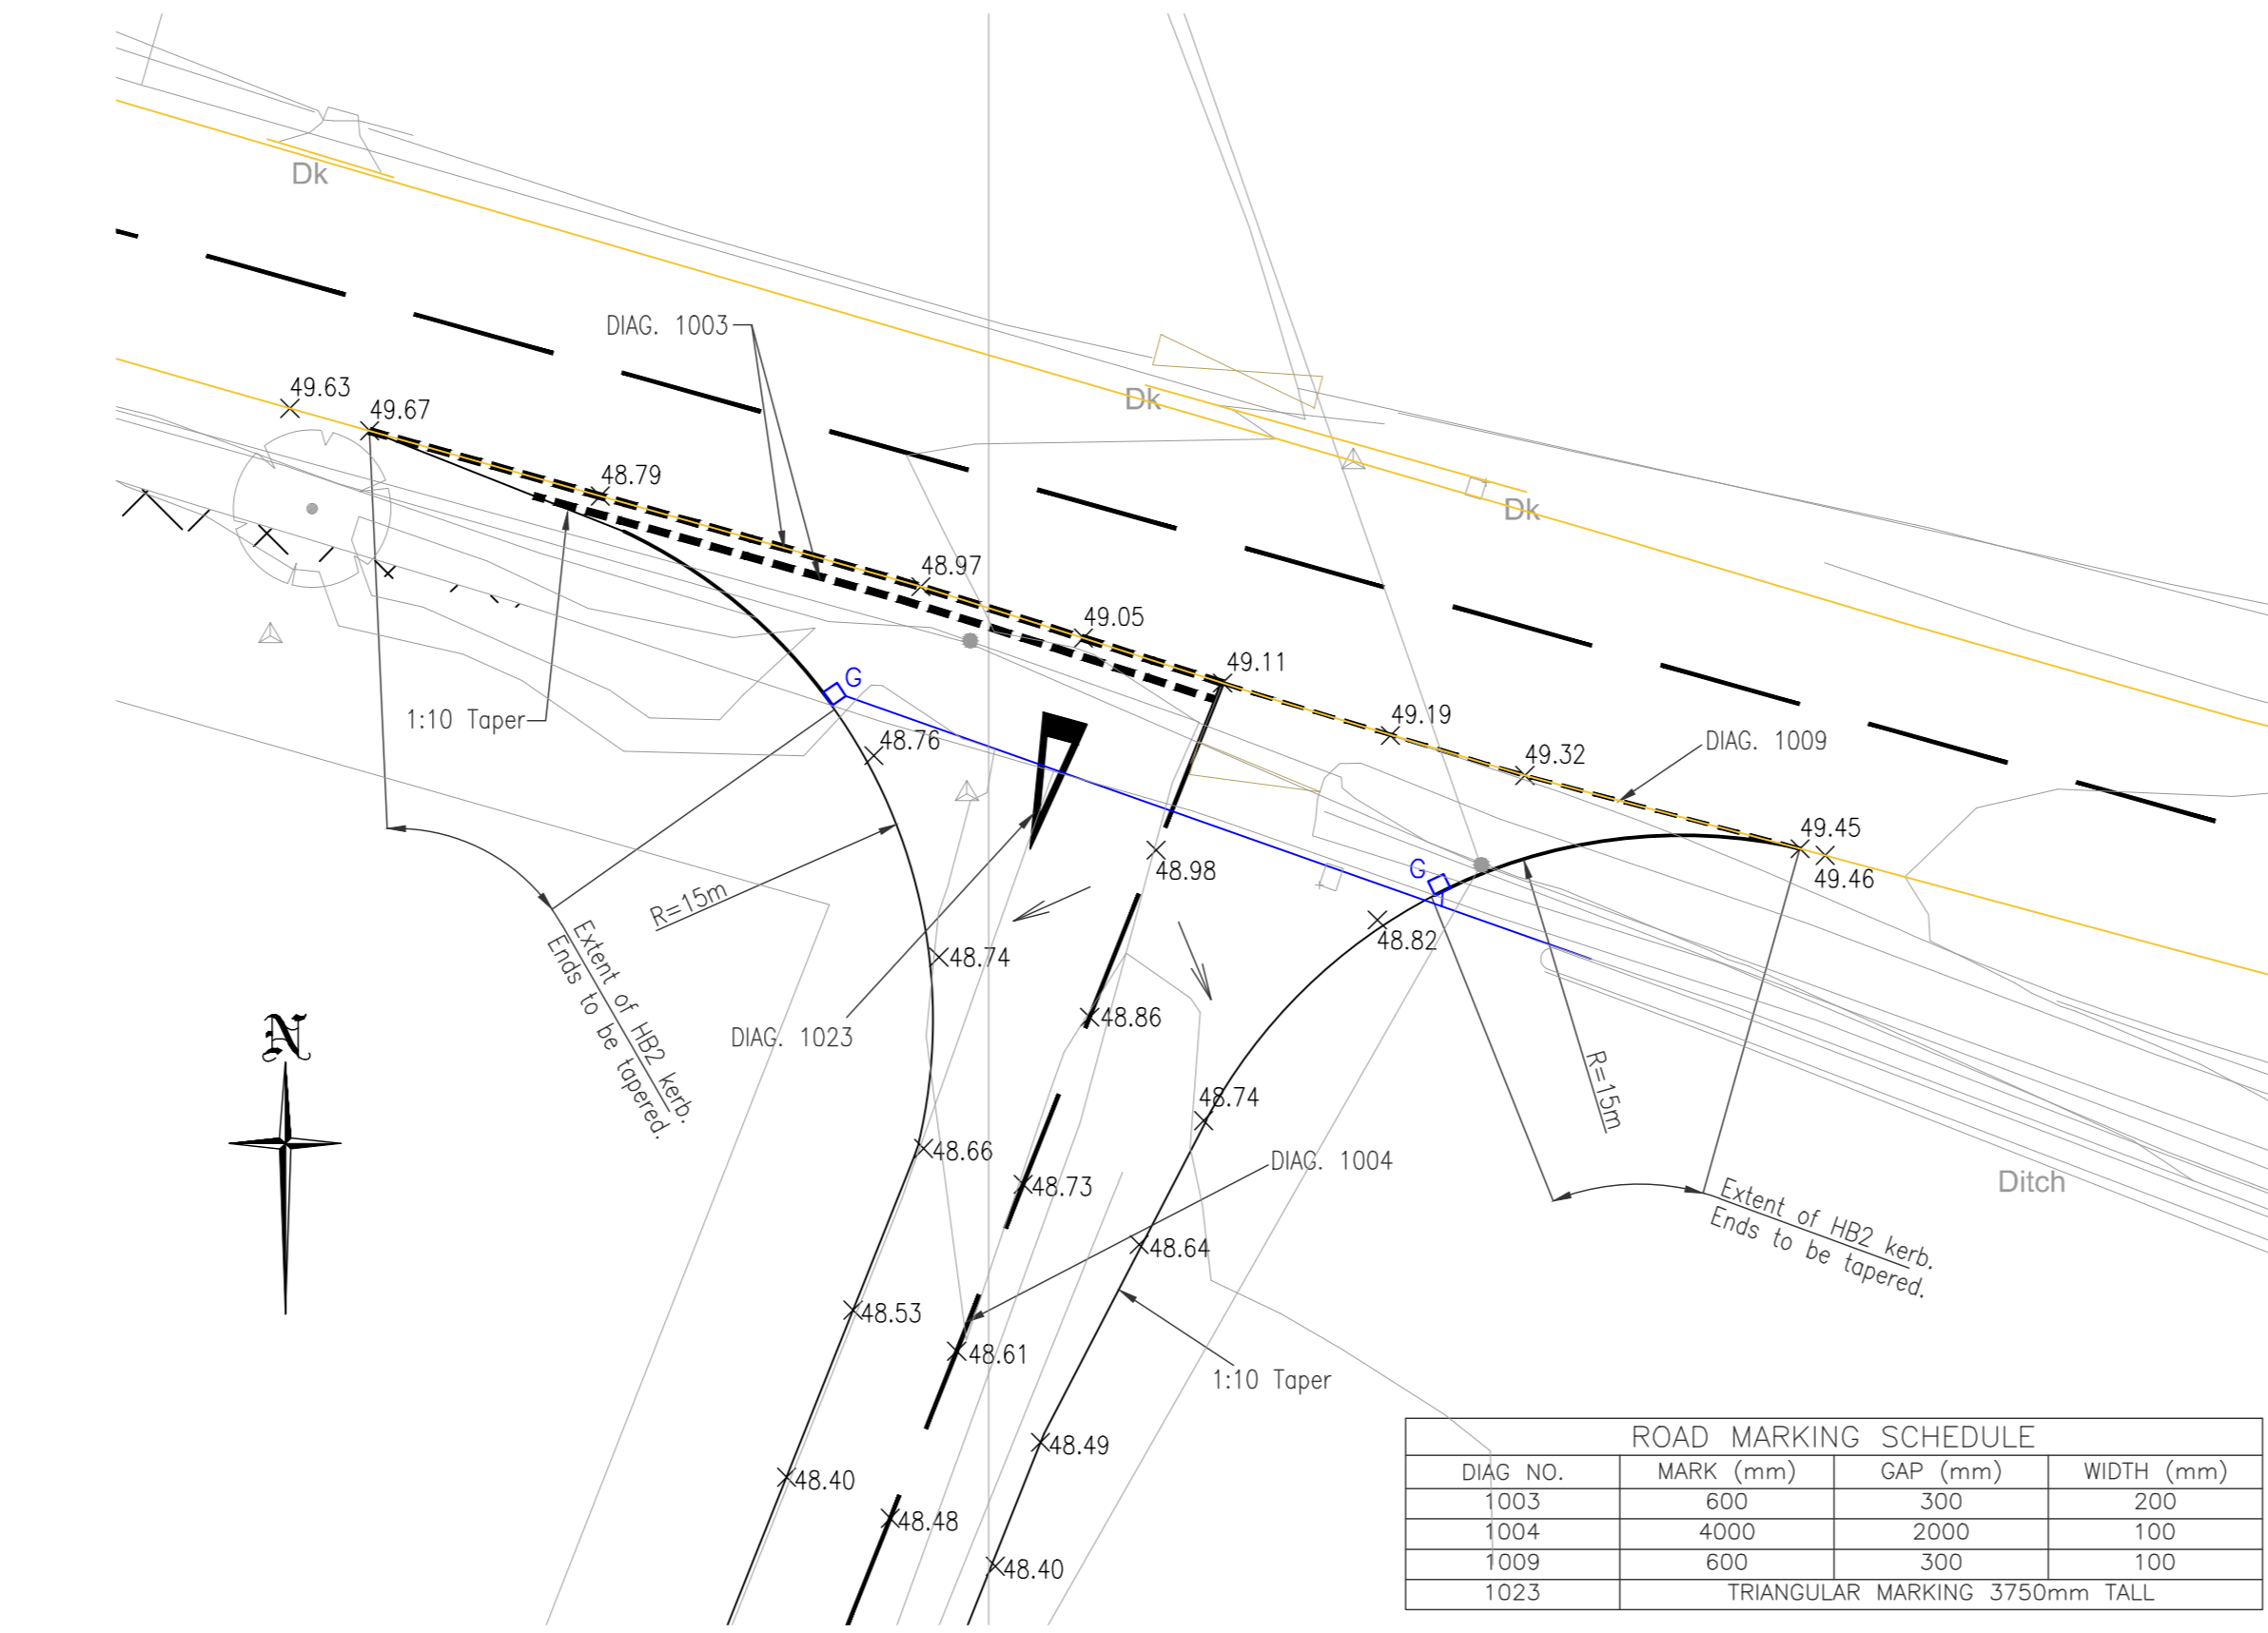 Dk
DIAG. 1003
49.63
49.67
Dk
48.79
Dk
48.97
49.05
49.11
G
49.19
1:10 Taper
48.76
49.32
DIAG. 1009
49.45
49.46
48.98
G
R=15m
48.82
Extent of HB2 kerb.
Ends to be tapered.
48.74
N
DIAG. 1023
48.86
R=15m
48.74
48.66
DIAG. 1004
48.73
Ditch
48.64
Extent of HB2 kerb.
Ends to be tapered.
48.53
48.61
1:10 Taper
48.49
48.40
48.48
48.40
ROAD MARKING SCHEDULE
DIAG NO. MARK (mm) GAP (mm) WIDTH (mm)
1003 600 300 200
1004 4000 2000 100
1009 600 300 100
1023 TRIANGULAR MARKING 3750mm TALL